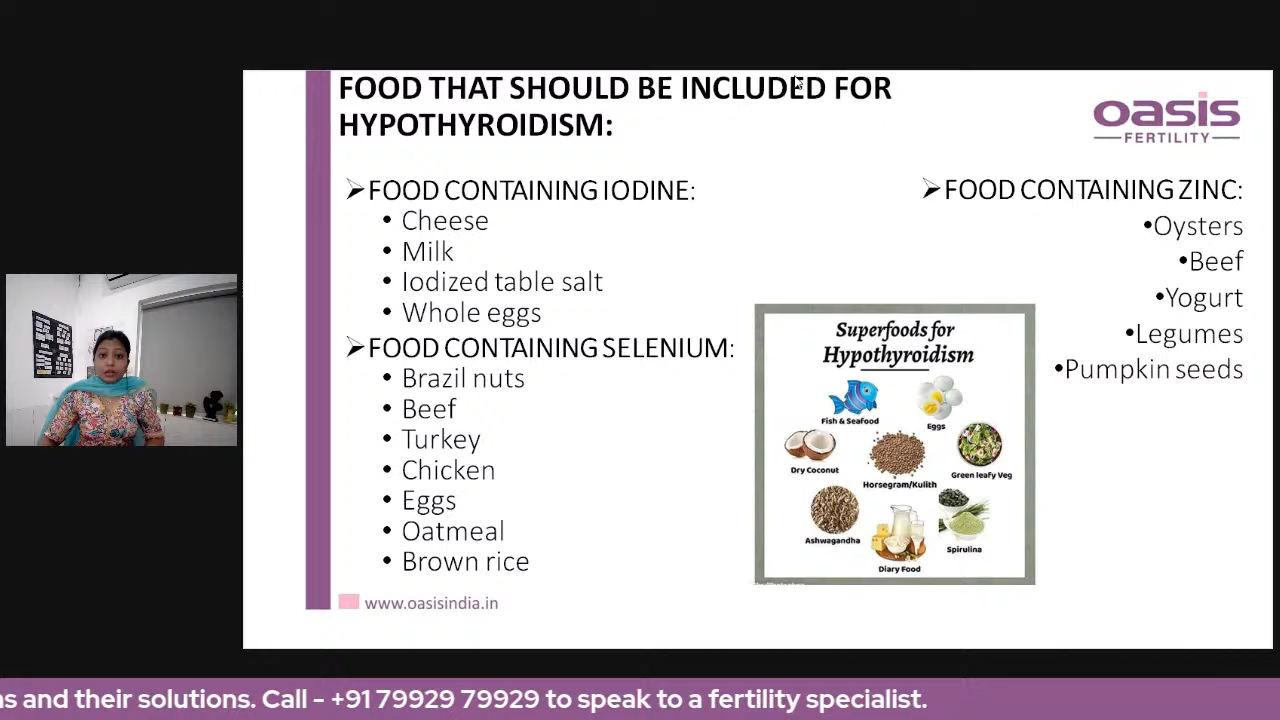 FOOD THAT SHOULD BE INCLUDED FOR
HYPOTHYROIDISM:
oasis
FERTILITY
➢FOOD CONTAINING IODINE:
• Cheese
• Milk
• Iodized table salt
• Whole eggs
➢FOOD CONTAINING SELENIUM:
• Brazil nuts
• Beef
• Turkey
• Chicken
• Eggs
• Oatmeal
• Brown rice
➢FOOD CONTAINING ZINC:
•Oysters
•Beef
•Yogurt
•Legumes
•Pumpkin seeds
Superfoods for
Hypothyroidism
Fish & Seafood
Eggs
Dry Coconut
Horsegram/Kulith
Green leafy Veg
Ashwagandha
Diary Food
Spirulina
www.oasisindia.in
and their solutions. Call - +91 79929 79929 to speak to a fertility specialist.